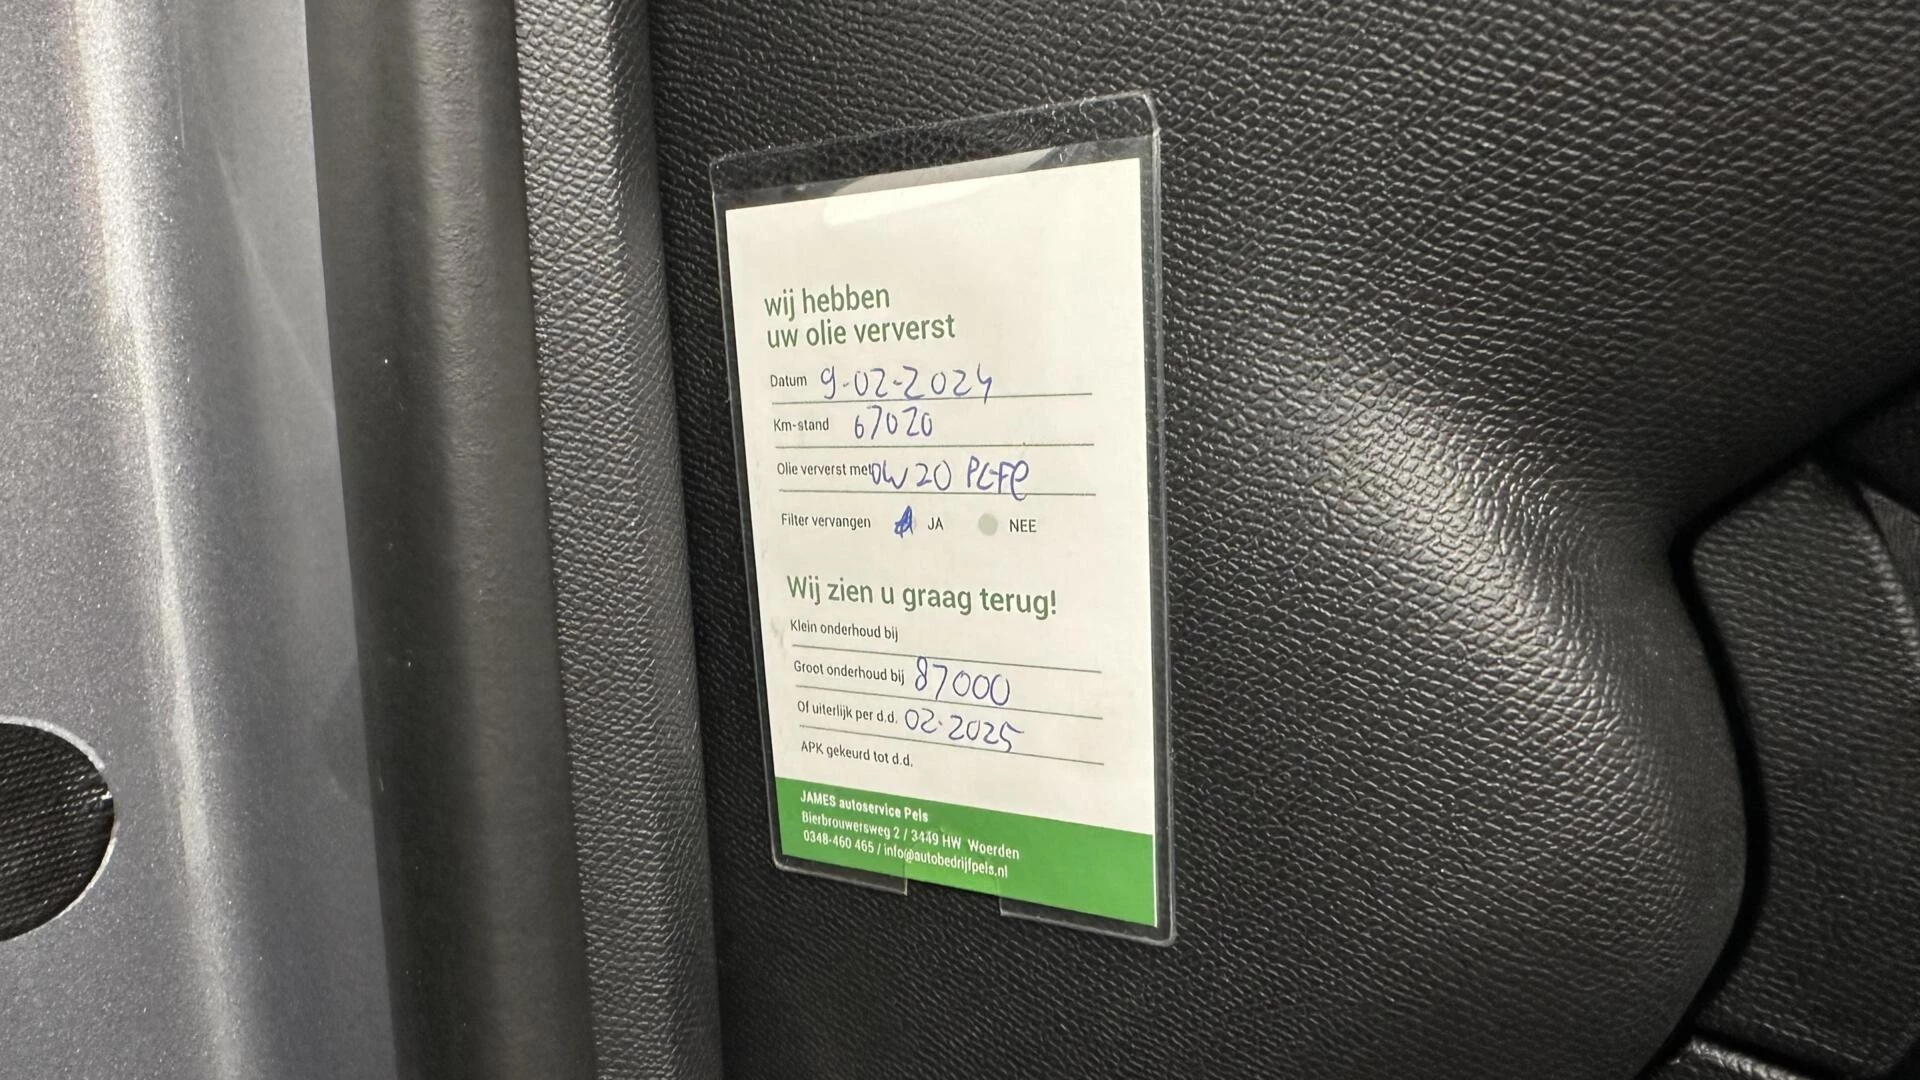 wij hebben
uw olie ververst
Datum 9-02-2024
Km-stand 67020
Olie ververst met 0W20 PC-FE
Filter vervangen JA NEE
Wij zien u graag terug!
Klein onderhoud bij
Groot onderhoud bij 87000
Of uiterlijk per d.d. 02-2025
APK gekeurd tot d.d.
JAMES autoservice Pels
Bierbrouwersweg 2 / 3449 HW Woerden
0348-460 465 / info@autobedrijfpels.nl